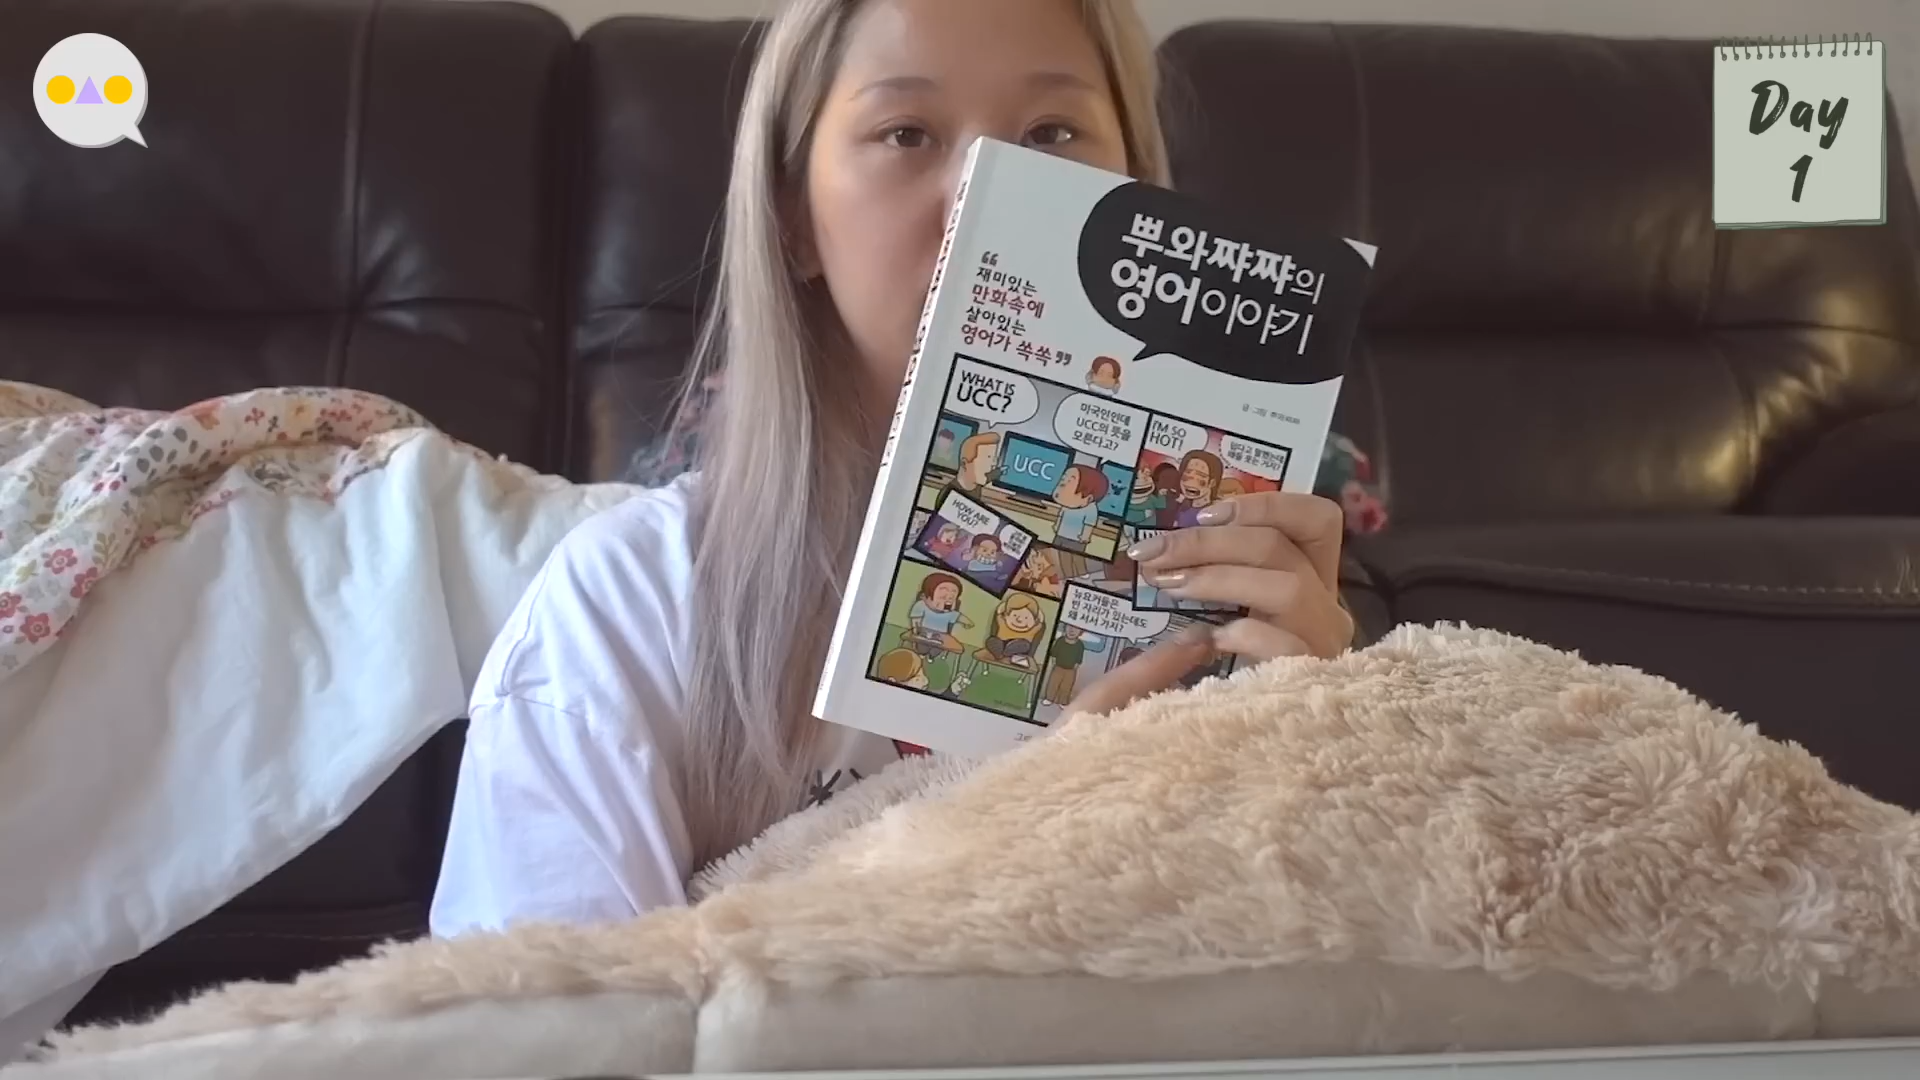 Day
1
뿌와쨔쨔의
영어이야기
“
재미있는
만화속에
살아있는
영어가 쏙쏙 ”
WHAT IS
UCC?
미국인인데
UCC의 뜻을
모른다고?
I'M SO
HOT!
UCC
HOW ARE
YOU?
뉴요커들은
빈 자리가 있는데도
왜 서서 가지?